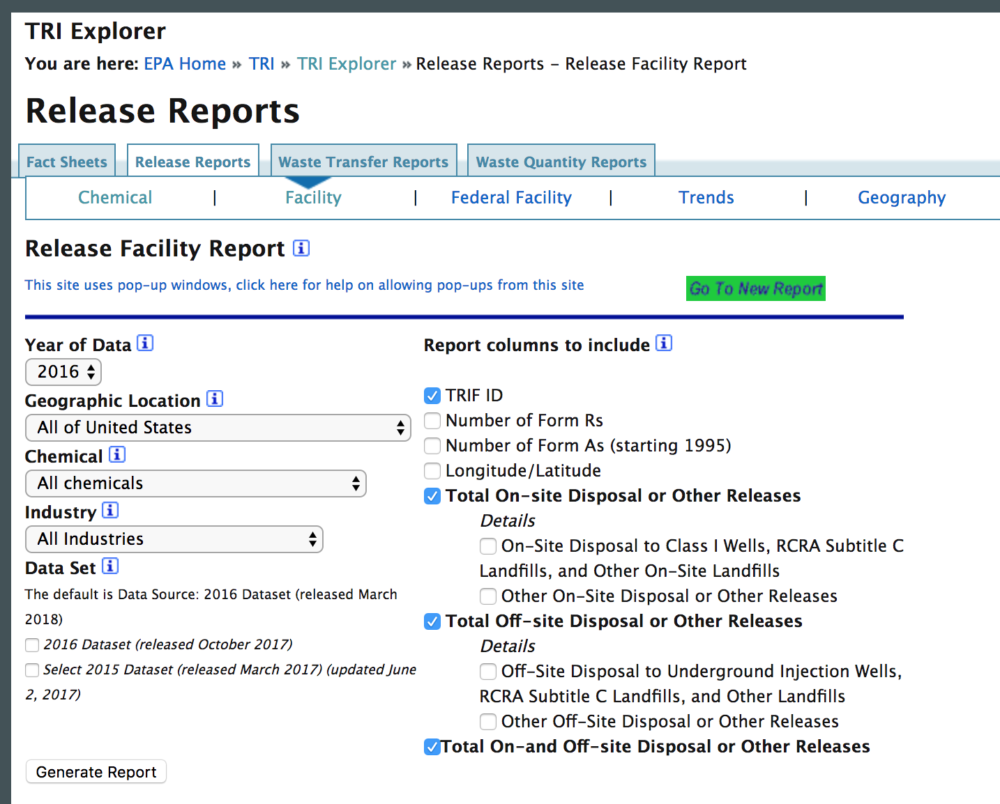 TRI Explorer
You are here: EPA Home » TRI » TRI Explorer » Release Reports – Release Facility Report
Release Reports
Fact Sheets
Release Reports
Waste Transfer Reports
Waste Quantity Reports
Chemical | Facility | Federal Facility | Trends | Geography
Release Facility Report
This site uses pop-up windows, click here for help on allowing pop-ups from this site
Go To New Report
Year of Data
2016
Geographic Location
All of United States
Chemical
All chemicals
Industry
All Industries
Data Set
The default is Data Source: 2016 Dataset (released March
2018)
2016 Dataset (released October 2017)
Select 2015 Dataset (released March 2017) (updated June
2, 2017)
Generate Report
Report columns to include
TRIF ID
Number of Form Rs
Number of Form As (starting 1995)
Longitude/Latitude
Total On-site Disposal or Other Releases
Details
On-Site Disposal to Class I Wells, RCRA Subtitle C
Landfills, and Other On-Site Landfills
Other On-Site Disposal or Other Releases
Total Off-site Disposal or Other Releases
Details
Off-Site Disposal to Underground Injection Wells,
RCRA Subtitle C Landfills, and Other Landfills
Other Off-Site Disposal or Other Releases
Total On-and Off-site Disposal or Other Releases